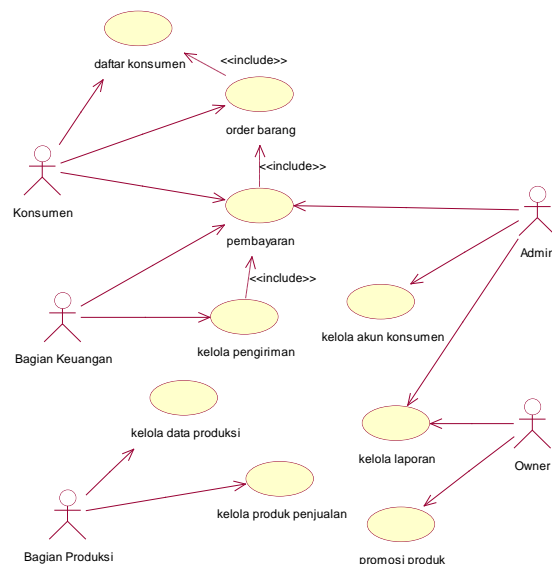 daftar konsumen
<<include>>
order barang
<<include>>
Konsumen
pembayaran
Admin
<<include>>
kelola akun konsumen
Bagian Keuangan
kelola pengiriman
kelola data produksi
kelola laporan
Owner
kelola produk penjualan
Bagian Produksi
promosi produk